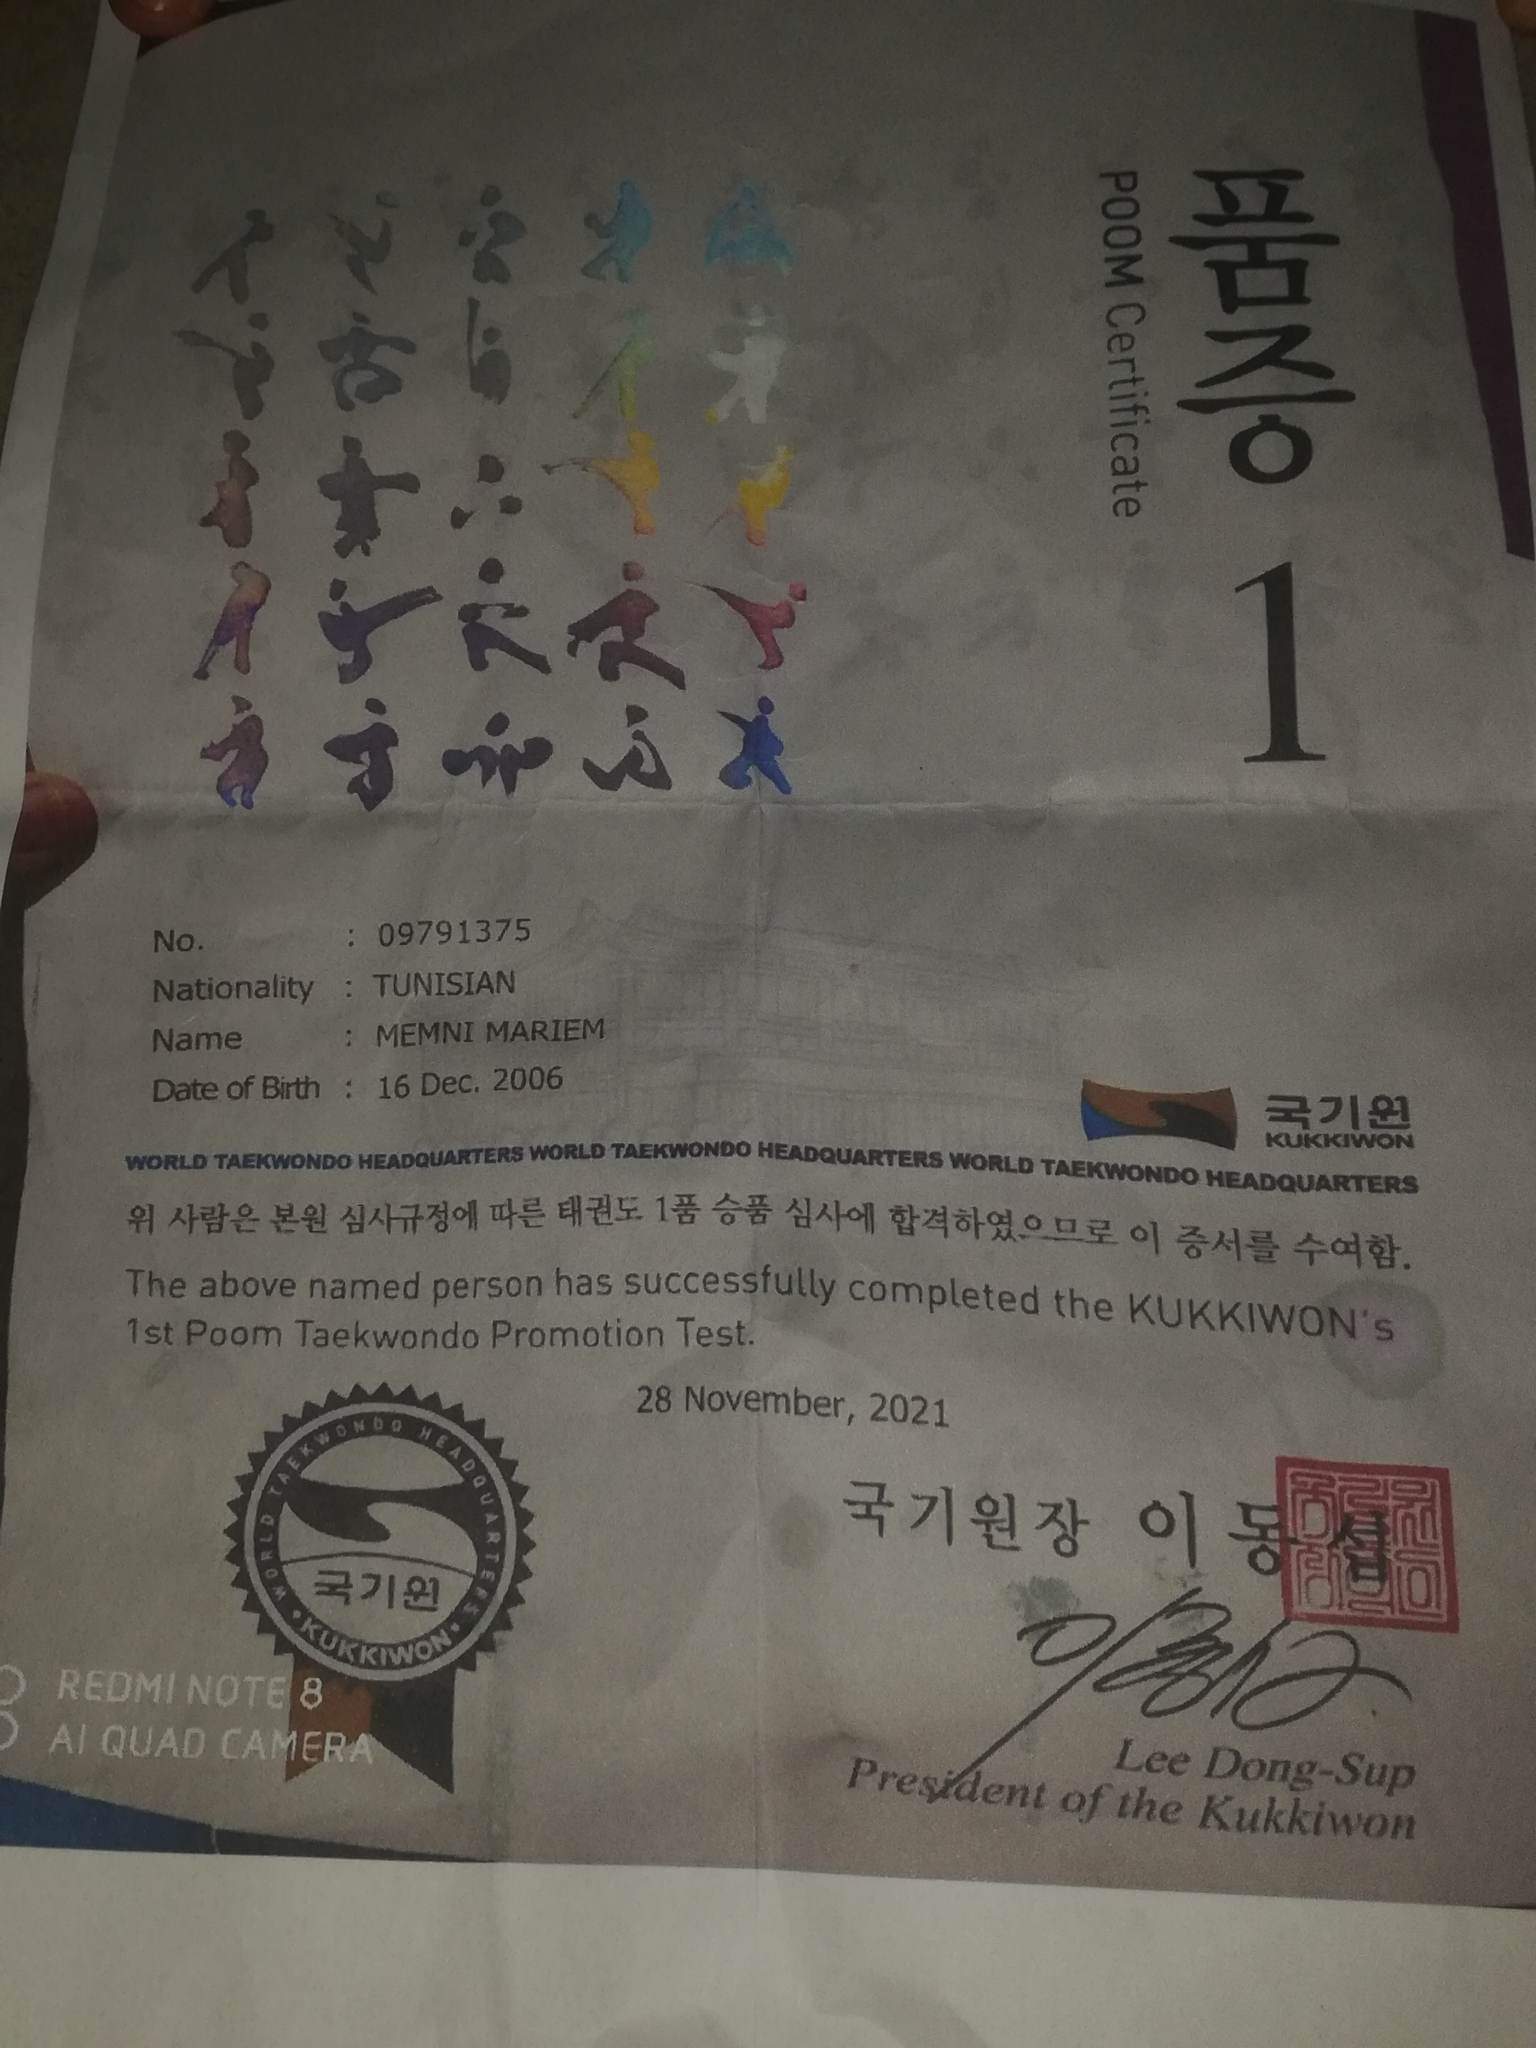 품증 1
POOM Certificate
No. : 09791375
Nationality : TUNISIAN
Name : MEMNI MARIEM
Date of Birth : 16 Dec. 2006
국기원
KUKKIWON
WORLD TAEKWONDO HEADQUARTERS WORLD TAEKWONDO HEADQUARTERS WORLD TAEKWONDO HEADQUARTERS
위 사람은 본원 심사규정에 따른 태권도 1품 승품 심사에 합격하였으므로 이 증서를 수여함.
The above named person has successfully completed the KUKKIWON's
1st Poom Taekwondo Promotion Test.
28 November, 2021
WORLD TAEKWONDO HEADQUARTERS
국기원
• KUKKIWON •
국기원장 이동섭
Lee Dong-Sup
President of the Kukkiwon
REDMI NOTE 8
AI QUAD CAMERA